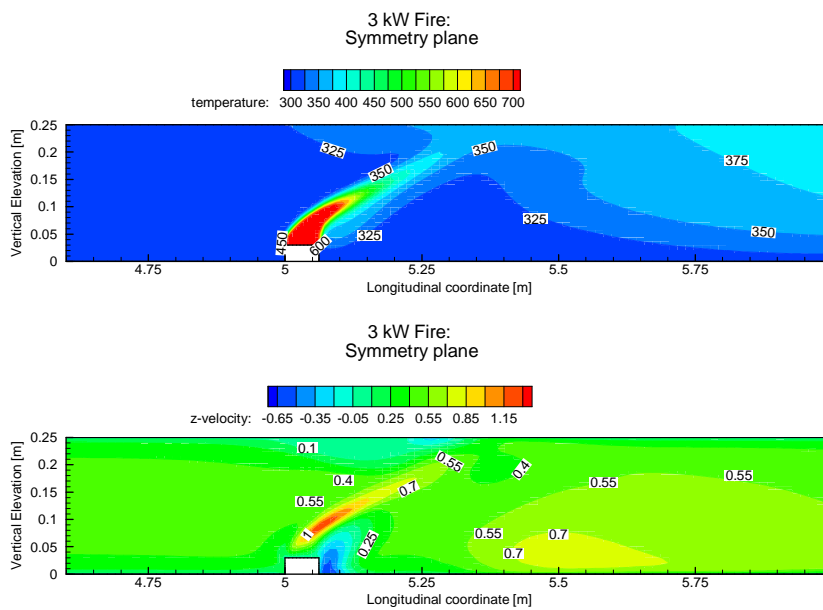 3 kW Fire:
Symmetry plane
temperature: 300 350 400 450 500 550 600 650 700
0.25
0.2
0.15
0.1
0.05
0
Vertical Elevation [m]
325
350
350
375
325
325
350
450
600
4.75 5 5.25 5.5 5.75
Longitudinal coordinate [m]
3 kW Fire:
Symmetry plane
z-velocity: -0.65 -0.35 -0.05 0.25 0.55 0.85 1.15
0.25
0.2
0.15
0.1
0.05
0
Vertical Elevation [m]
0.1
0.4
0.55
0.7
0.55
0.4
0.55
0.55
1
0.25
0.55
0.7
0.7
4.75 5 5.25 5.5 5.75
Longitudinal coordinate [m]